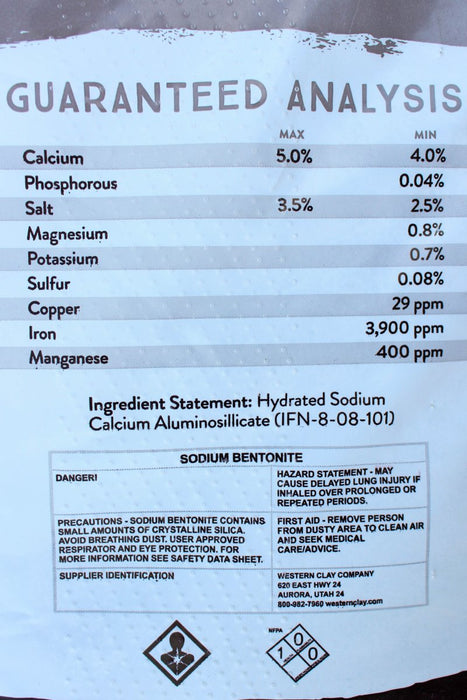 GUARANTEED ANALYSIS
MAX MIN
Calcium 5.0% 4.0%
Phosphorous 0.04%
Salt 3.5% 2.5%
Magnesium 0.8%
Potassium 0.7%
Sulfur 0.08%
Copper 29 ppm
Iron 3,900 ppm
Manganese 400 ppm
Ingredient Statement: Hydrated Sodium
Calcium Aluminosillicate (IFN-8-08-101)
SODIUM BENTONITE
DANGER!
HAZARD STATEMENT - MAY
CAUSE DELAYED LUNG INJURY IF
INHALED OVER PROLONGED OR
REPEATED PERIODS.
PRECAUTIONS - SODIUM BENTONITE CONTAINS
SMALL AMOUNTS OF CRYSTALLINE SILICA.
AVOID BREATHING DUST. USER APPROVED
RESPIRATOR AND EYE PROTECTION. FOR
MORE INFORMATION SEE SAFETY DATA SHEET.
FIRST AID - REMOVE PERSON
FROM DUSTY AREA TO CLEAN AIR
AND SEEK MEDICAL
CARE/ADVICE.
SUPPLIER IDENTIFICATION
WESTERN CLAY COMPANY
620 EAST HWY 24
AURORA, UTAH 24
800-982-7960 westernclay.com
NFPA
0
1 0